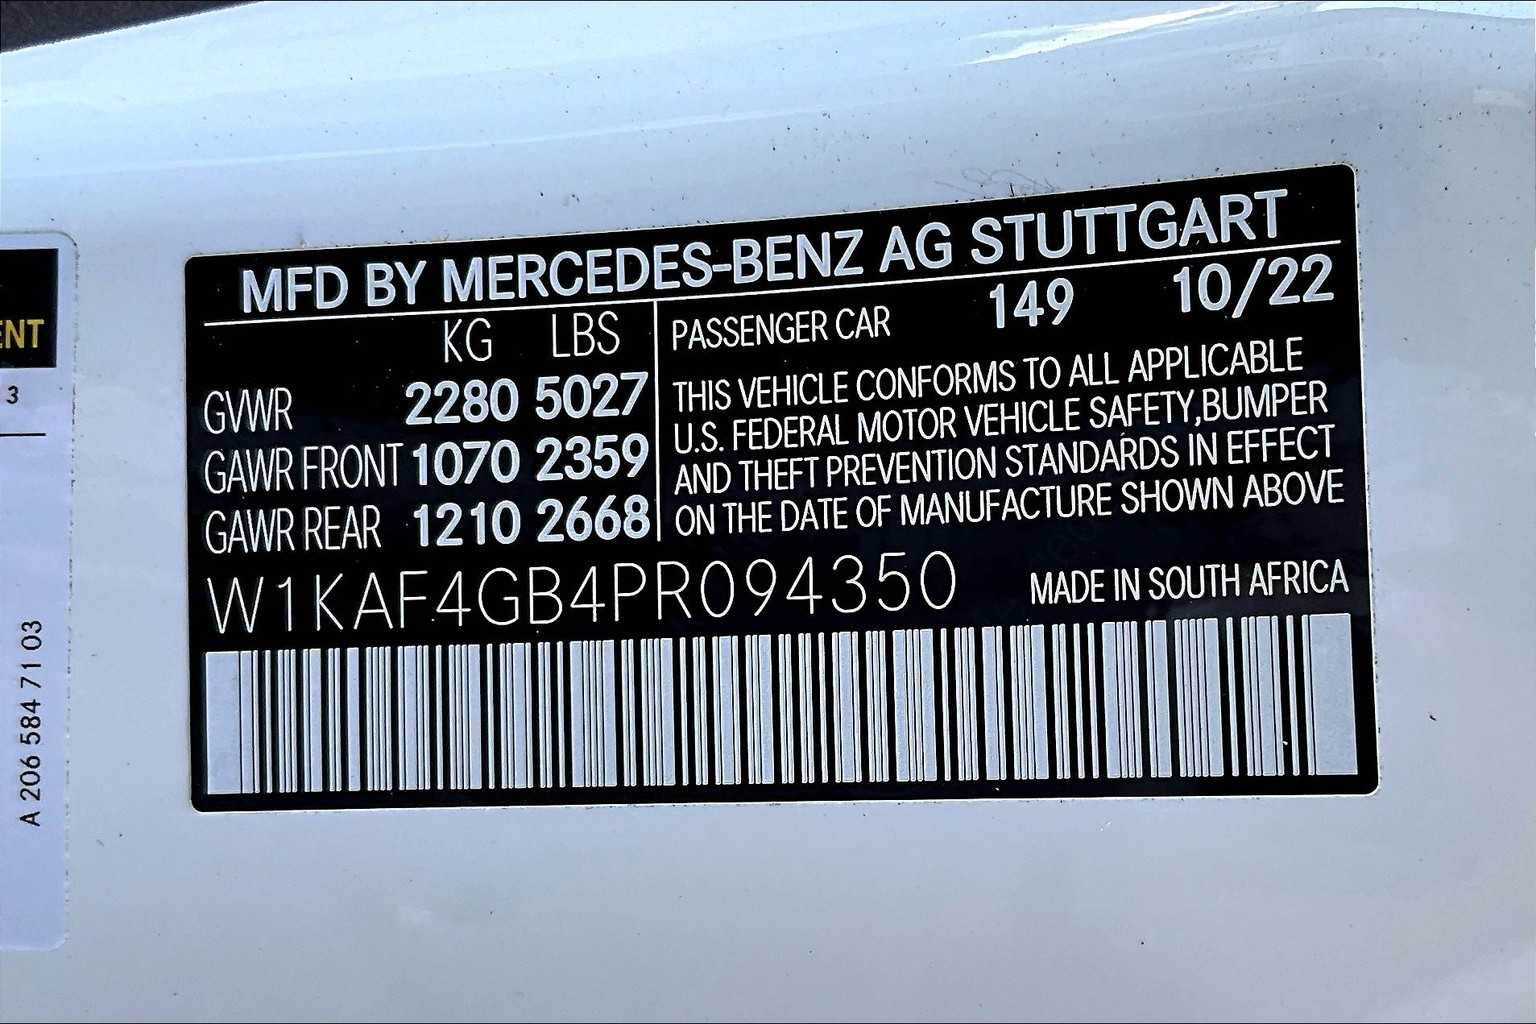 MFD BY MERCEDES-BENZ AG STUTTGART
KG LBS
GVWR 2280 5027
GAWR FRONT 1070 2359
GAWR REAR 1210 2668
PASSENGER CAR 149 10/22
THIS VEHICLE CONFORMS TO ALL APPLICABLE
U.S. FEDERAL MOTOR VEHICLE SAFETY,BUMPER
AND THEFT PREVENTION STANDARDS IN EFFECT
ON THE DATE OF MANUFACTURE SHOWN ABOVE
W1KAF4GB4PR094350 MADE IN SOUTH AFRICA
ENT
3
A 206 584 71 03